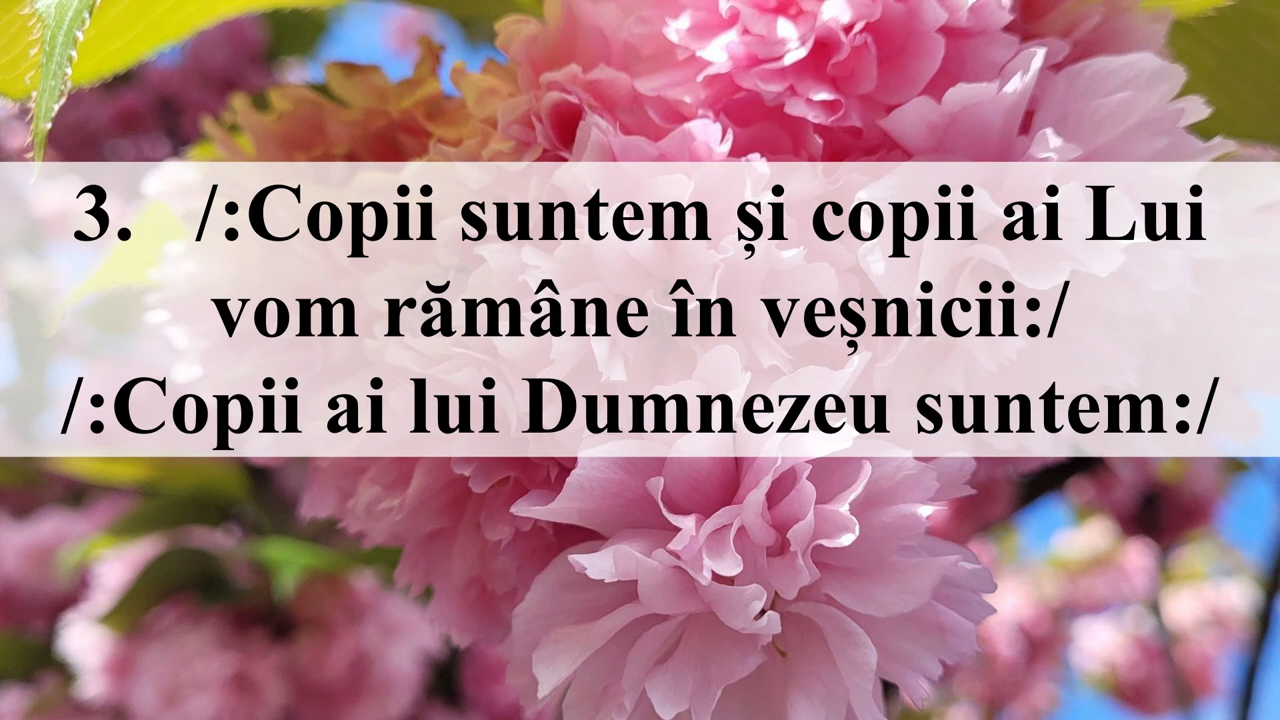 3. /:Copii suntem și copii ai Lui
vom rămâne în veșnicii:/
/:Copii ai lui Dumnezeu suntem:/